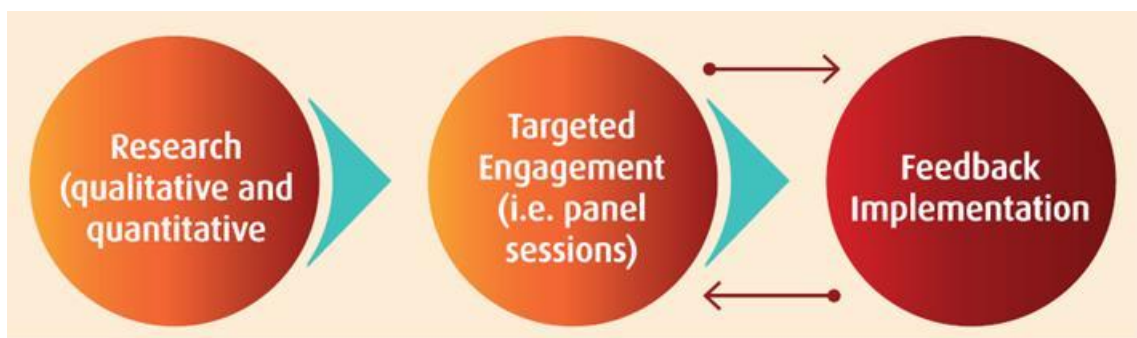 Research
(qualitative and
quantitative
Targeted
Engagement
(i.e. panel
sessions)
Feedback
Implementation